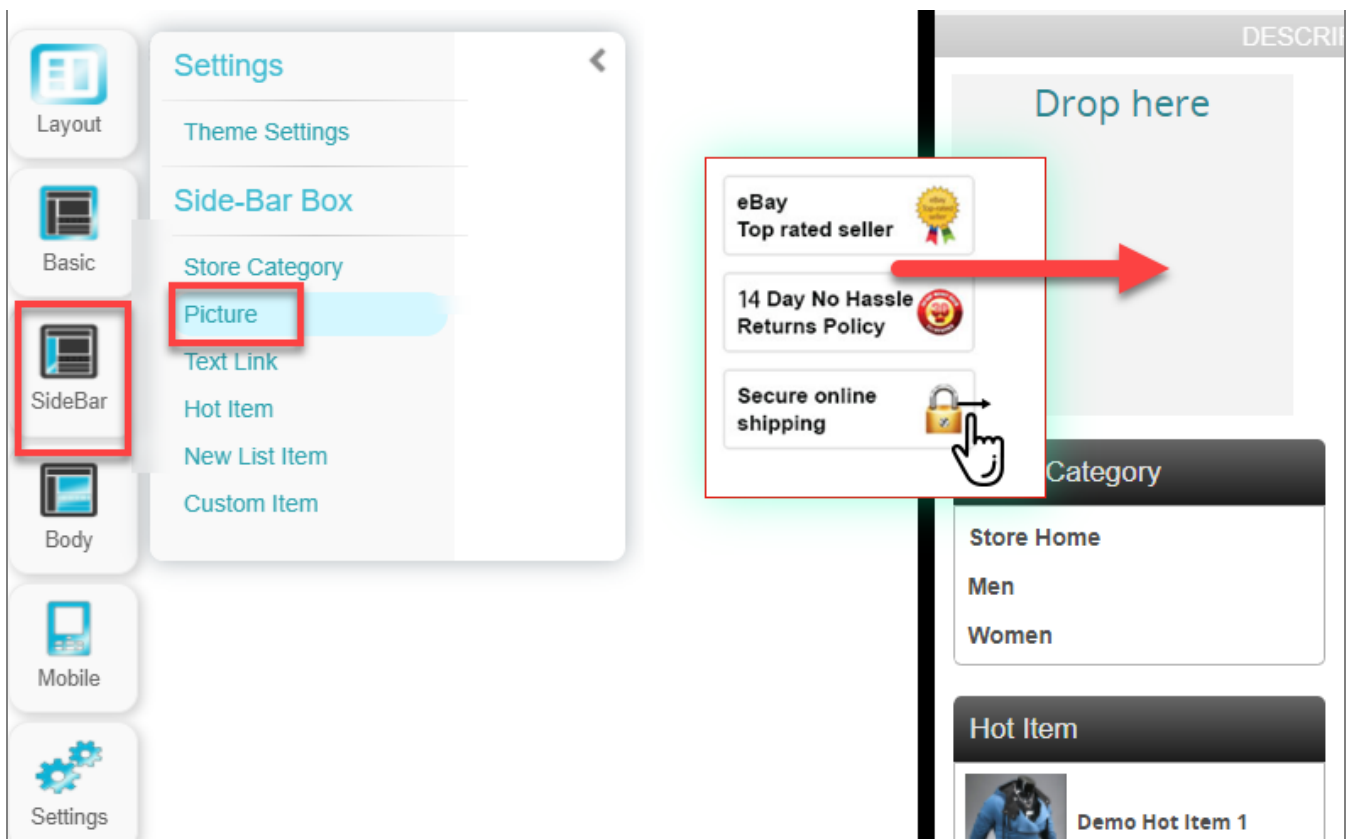 Layout
Basic
SideBar
Body
Mobile
Settings
Settings
Theme Settings
Side-Bar Box
Store Category
Picture
Text Link
Hot Item
New List Item
Custom Item
eBay
Top rated seller
14 Day No Hassle
Returns Policy
Secure online
shipping
DESCRI
Drop here
Category
Store Home
Men
Women
Hot Item
Demo Hot Item 1